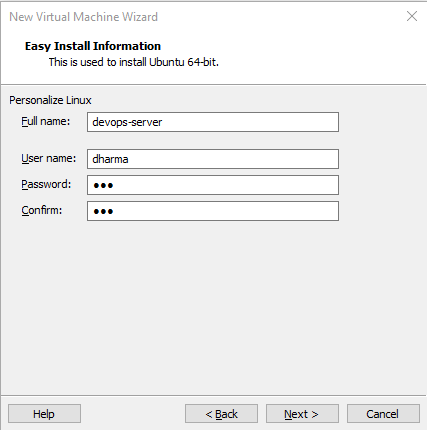 New Virtual Machine Wizard
Easy Install Information
This is used to install Ubuntu 64-bit.
Personalize Linux
Full name: devops-server
User name: dharma
Password: ●●●
Confirm: ●●●
Help < Back Next > Cancel